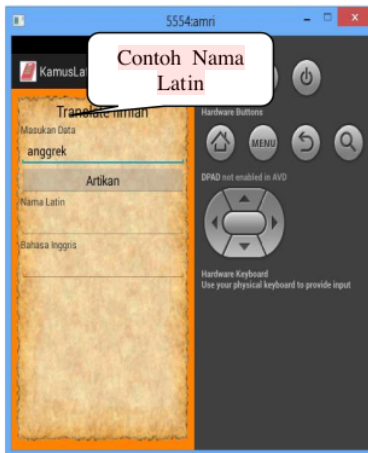 5554:amri
Contoh Nama
Latin
KamusLat
Translate Ilmiah
Masukan Data
anggrek
Artikan
Nama Latin
Bahasa Inggris
Hardware Buttons
MENU
DPAD not enabled in AVD
Hardware Keyboard
Use your physical keyboard to provide input